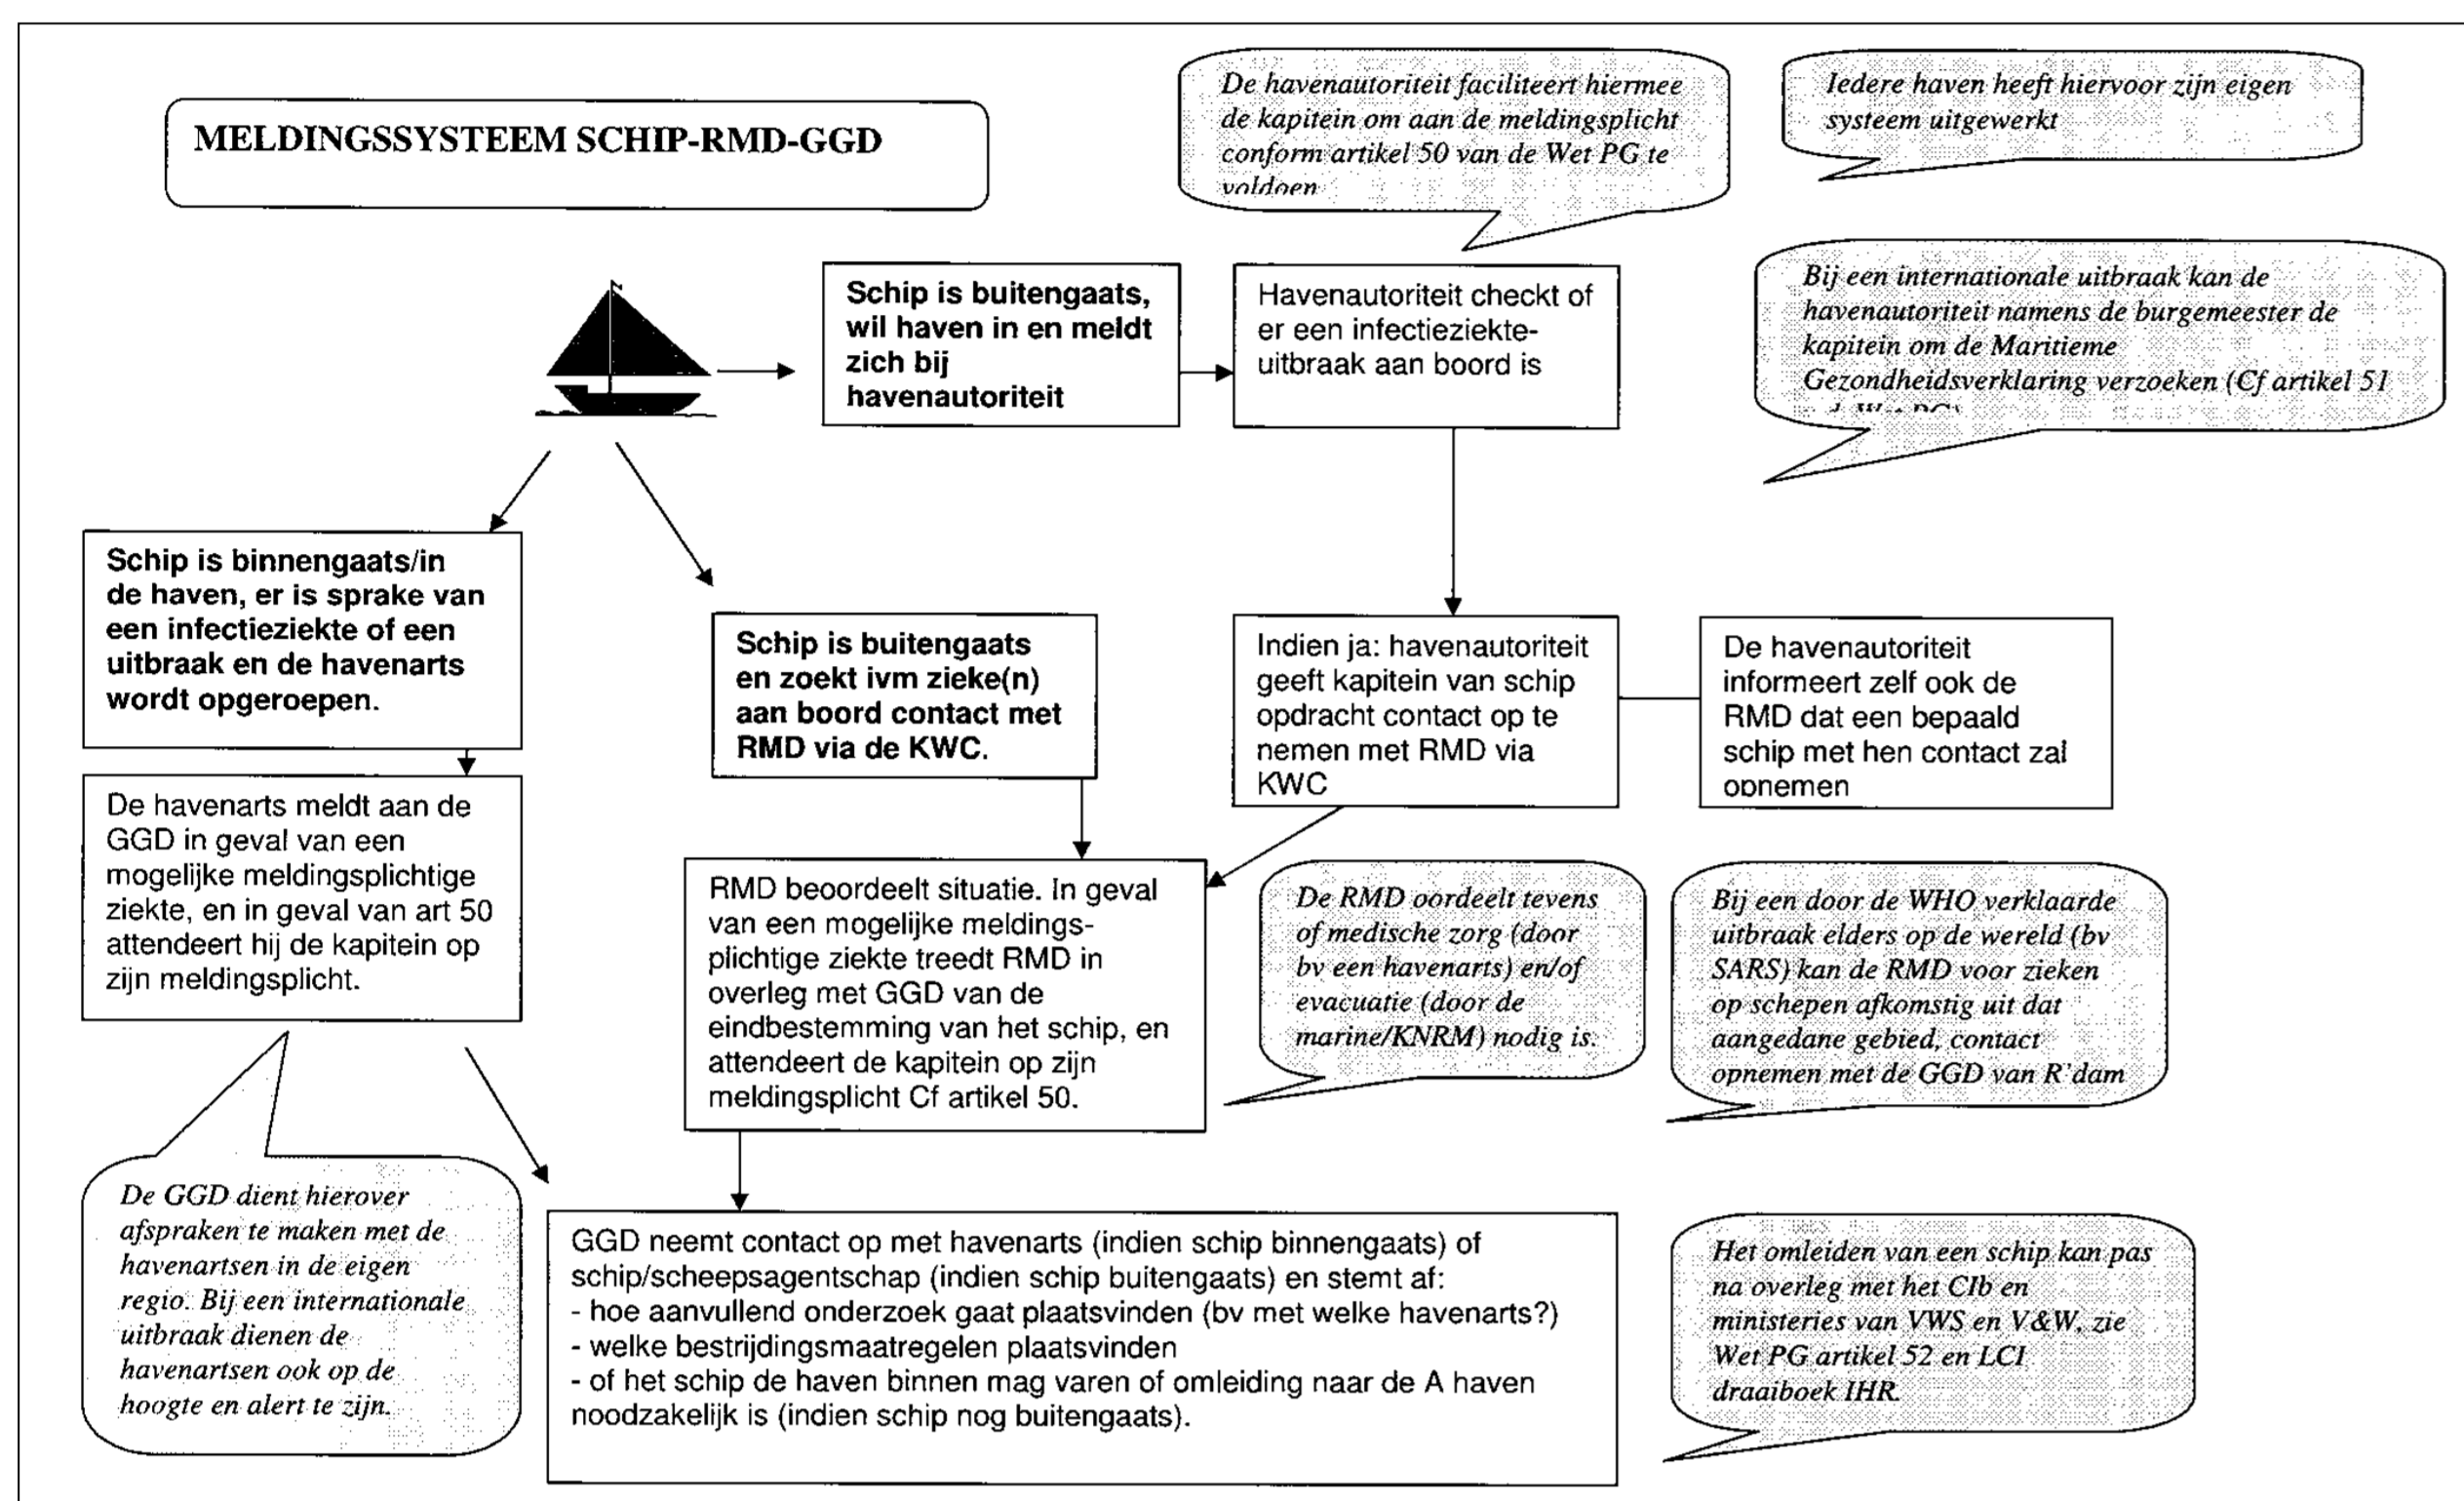 MELDINGSSYSTEEM SCHIP-RMD-GGD
De havenautoriteit faciliteert hiermee
de kapitein om aan de meldingsplicht
conform artikel 50 van de Wet PG te
voldoen
Iedere haven heeft hiervoor zijn eigen
systeem uitgewerkt
Bij een internationale uitbraak kan de
havenautoriteit namens de burgemeester de
kapitein om de Maritieme
Gezondheidsverklaring verzoeken (Cf artikel 51
Schip is buitengaats,
wil haven in en meldt
zich bij
havenautoriteit
Havenautoriteit checkt of
er een infectieziekte-
uitbraak aan boord is
Schip is binnengaats/in
de haven, er is sprake van
een infectieziekte of een
uitbraak en de havenarts
wordt opgeroepen.
Schip is buitengaats
en zoekt ivm zieke(n)
aan boord contact met
RMD via de KWC.
Indien ja: havenautoriteit
geeft kapitein van schip
opdracht contact op te
nemen met RMD via
KWC
De havenautoriteit
informeert zelf ook de
RMD dat een bepaald
schip met hen contact zal
opnemen
De havenarts meldt aan de
GGD in geval van een
mogelijke meldingsplichtige
ziekte, en in geval van art 50
attendeert hij de kapitein op
zijn meldingsplicht.
RMD beoordeelt situatie. In geval
van een mogelijke meldings-
plichtige ziekte treedt RMD in
overleg met GGD van de
eindbestemming van het schip, en
attendeert de kapitein op zijn
meldingsplicht Cf artikel 50.
De RMD oordeelt tevens
of medische zorg (door
bv een havenarts) en/of
evacuatie (door de
marine/KNRM) nodig is.
Bij een door de WHO verklaarde
uitbraak elders op de wereld (bv
SARS) kan de RMD voor zieken
op schepen afkomstig uit dat
aangedane gebied, contact
opnemen met de GGD van R'dam
De GGD dient hierover
afspraken te maken met de
havenartsen in de eigen
regio. Bij een internationale
uitbraak dienen de
havenartsen ook op de
hoogte en alert te zijn.
GGD neemt contact op met havenarts (indien schip binnengaats) of
schip/scheepsagentschap (indien schip buitengaats) en stemt af:
- hoe aanvullend onderzoek gaat plaatsvinden (bv met welke havenarts?)
- welke bestrijdingsmaatregelen plaatsvinden
- of het schip de haven binnen mag varen of omleiding naar de A haven
noodzakelijk is (indien schip nog buitengaats).
Het omleiden van een schip kan pas
na overleg met het CIb en
ministeries van VWS en V&W, zie
Wet PG artikel 52 en LCI
draaiboek IHR.